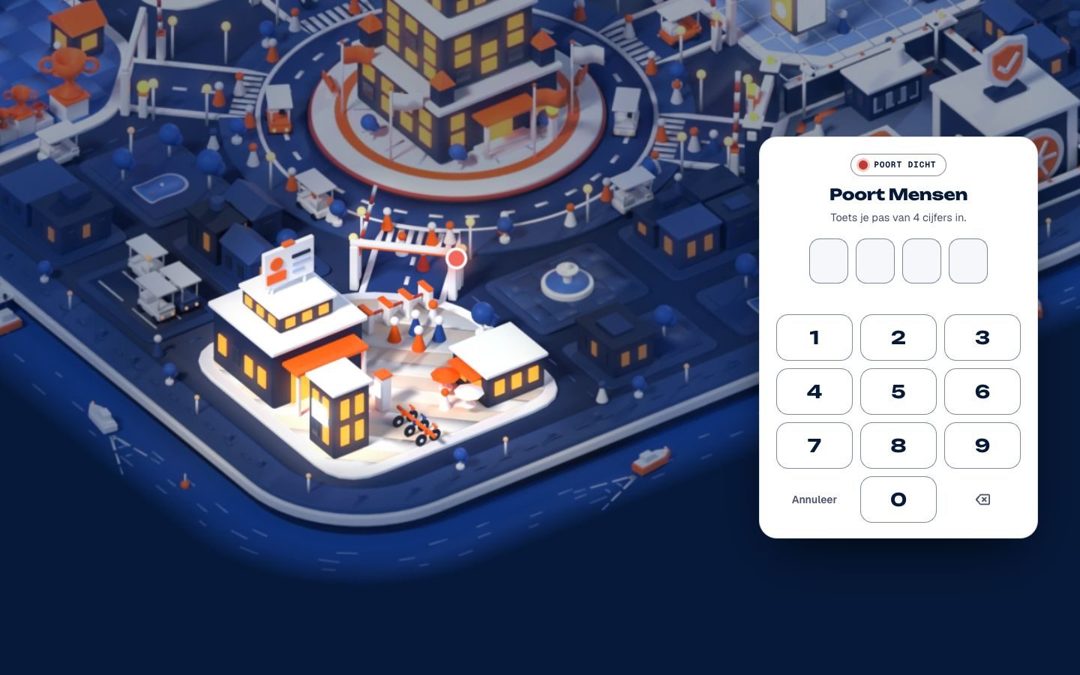 POORT DICHT
Poort Mensen
Toets je pas van 4 cijfers in.
1 2 3
4 5 6
7 8 9
Annuleer 0